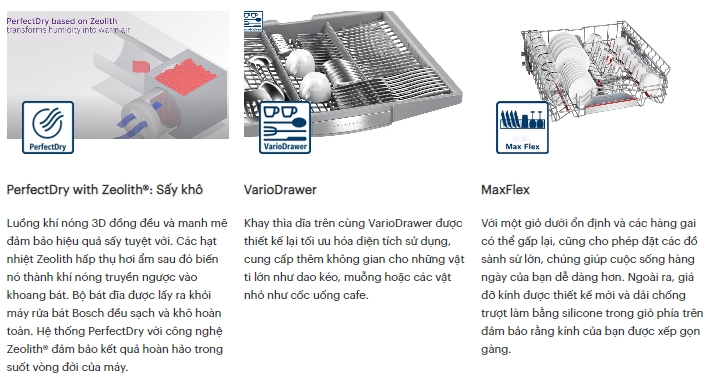 PerfectDry based on Zeolith
transforms humidity into warm air
PerfectDry
VarioDrawer
Max Flex
PerfectDry with Zeolith®: Sấy khô
Luồng khí nóng 3D đồng đều và manh mẽ
đảm bảo hiệu quả sấy tuyệt vời. Các hạt
nhiệt Zeolith hấp thụ hơi ẩm sau đó biến
nó thành khí nóng truyền ngược vào
khoang bát. Bộ bát đĩa được lấy ra khỏi
máy rửa bát Bosch đều sạch và khô hoàn
toàn. Hệ thống PerfectDry với công nghệ
Zeolith® đảm bảo kết quả hoàn hảo trong
suốt vòng đời của máy.
VarioDrawer
Khay thìa dĩa trên cùng VarioDrawer được
thiết kế lại tối ưu hóa diện tích sử dụng,
cung cấp thêm không gian cho những vật
ti lớn như dao kéo, muỗng hoặc các vật
nhỏ như cốc uống cafe.
MaxFlex
Với một giỏ dưới ổn định và các hàng gai
có thể gấp lại, cũng cho phép đặt các đồ
sành sứ lớn, chúng giúp cuộc sống hàng
ngày của bạn dễ dàng hơn. Ngoài ra, giá
đỡ kính được thiết kế mới và dải chống
trượt làm bằng silicone trong giỏ phía trên
đảm bảo rằng kính của bạn được xếp gọn
gàng.